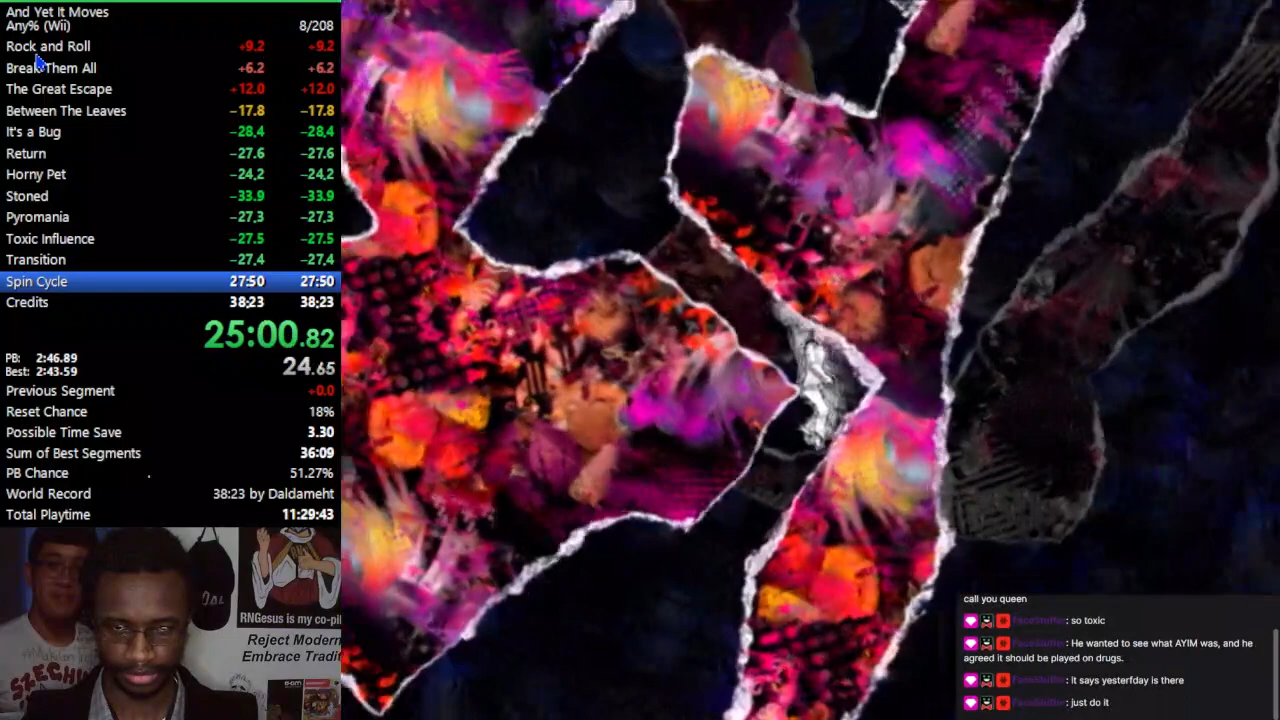 And Yet It Moves
Any% (Wii) 8/208
Rock and Roll +9.2 +9.2
Break Them All +6.2 +6.2
The Great Escape +12.0 +12.0
Between The Leaves −17.8 −17.8
It's a Bug −28.4 −28.4
Return −27.6 −27.6
Horny Pet −24.2 −24.2
Stoned −33.9 −33.9
Pyromania −27.3 −27.3
Toxic Influence −27.5 −27.5
Transition −27.4 −27.4
Spin Cycle 27:50 27:50
Credits 38:23 38:23
25:00.82
PB: 2:46.89
Best: 2:43.59
24.65
Previous Segment +0.0
Reset Chance 18%
Possible Time Save 3.30
Sum of Best Segments 36:09
PB Chance 51.27%
World Record 38:23 by Daldameht
Total Playtime 11:29:43
RNGesus is my co-pi
Reject Modern
Embrace Tradit
call you queen
FaceStuffer: so toxic
FaceStuffer: He wanted to see what AYIM was, and he
agreed it should be played on drugs.
FaceStuffer: it says yesterfday is there
FaceStuffer: just do it